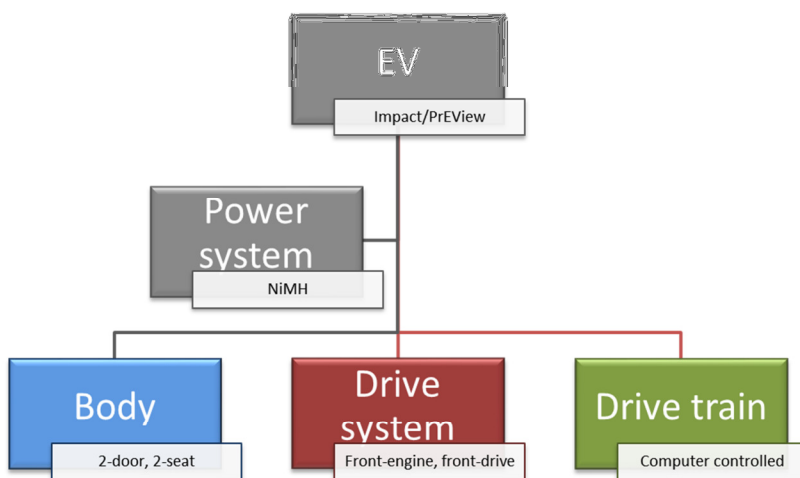 EV
Impact/PrEView
Power
system
NiMH
Body
2-door, 2-seat
Drive
system
Front-engine, front-drive
Drive train
Computer controlled